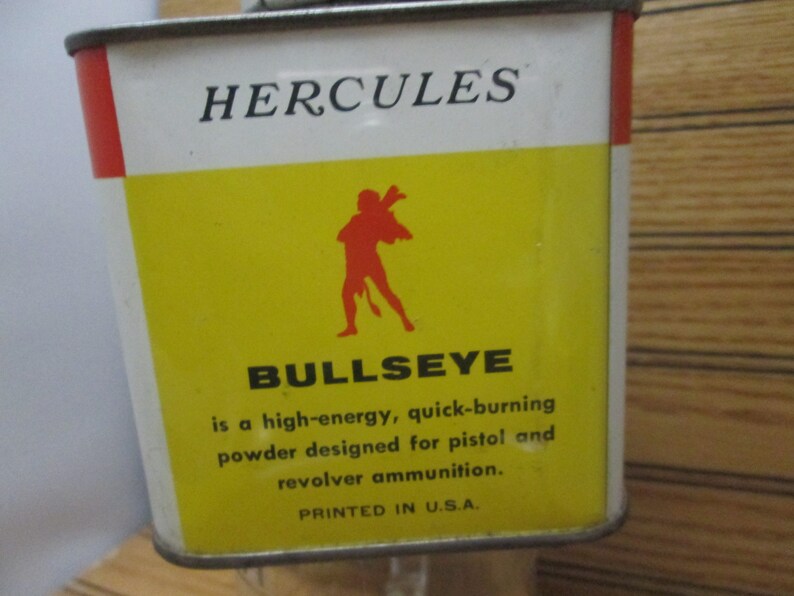 HERCULES
BULLSEYE
is a high-energy, quick-burning
powder designed for pistol and
revolver ammunition.
PRINTED IN U.S.A.